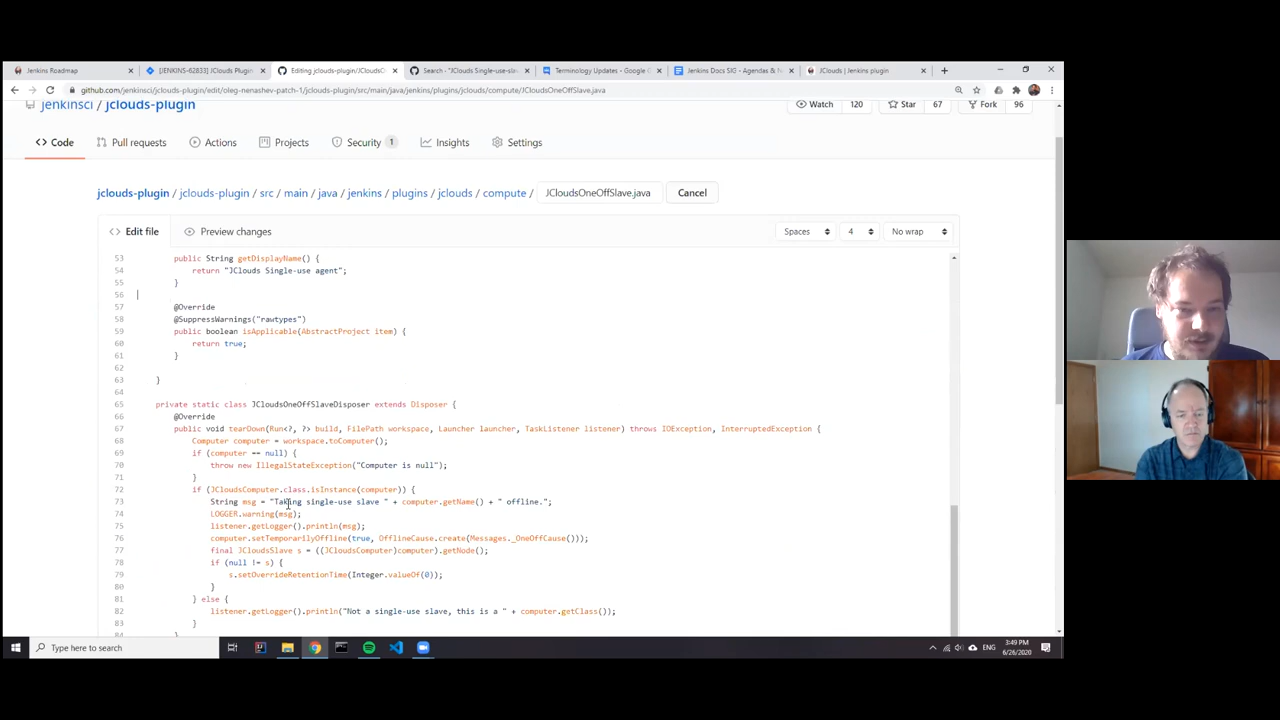 Jenkins Roadmap
[JENKINS-62833] JClouds Plugin
Editing jclouds-plugin/JCloudsO
Search · "JClouds Single-use-sl
Terminology Updates - Google
Jenkins Docs SIG - Agendas & N
JClouds | Jenkins plugin
github.com/jenkinsci/jclouds-plugin/edit/oleg-nenashev-patch-1/jclouds-plugin/src/main/java/jenkins/plugins/jclouds/compute/JCloudsOneOffSlave.java
jenkinsci / jclouds-plugin
Watch 120 Star 67 Fork 96
<> Code Pull requests Actions Projects Security 1 Insights Settings
jclouds-plugin / jclouds-plugin / src / main / java / jenkins / plugins / jclouds / compute / JCloudsOneOffSlave.java Cancel
<> Edit file Preview changes Spaces 4 No wrap
53 public String getDisplayName() {
54 return "JClouds Single-use agent";
55 }
56
57 @Override
58 @SuppressWarnings("rawtypes")
59 public boolean isApplicable(AbstractProject item) {
60 return true;
61 }
62
63 }
64
65 private static class JCloudsOneOffSlaveDisposer extends Disposer {
66 @Override
67 public void tearDown(Run<?, ?> build, FilePath workspace, Launcher launcher, TaskListener listener) throws IOException, InterruptedException {
68 Computer computer = workspace.toComputer();
69 if (computer == null) {
70 throw new IllegalStateException("Computer is null");
71 }
72 if (JCloudsComputer.class.isInstance(computer)) {
73 String msg = "Taking single-use slave " + computer.getName() + " offline.";
74 LOGGER.warning(msg);
75 listener.getLogger().println(msg);
76 computer.setTemporarilyOffline(true, OfflineCause.create(Messages._OneOffCause()));
77 final JCloudsSlave s = ((JCloudsComputer)computer).getNode();
78 if (null != s) {
79 s.setOverrideRetentionTime(Integer.valueOf(0));
80 }
81 } else {
82 listener.getLogger().println("Not a single-use slave, this is a " + computer.getClass());
83 }
84 }
Type here to search
ENG
3:49 PM
6/26/2020